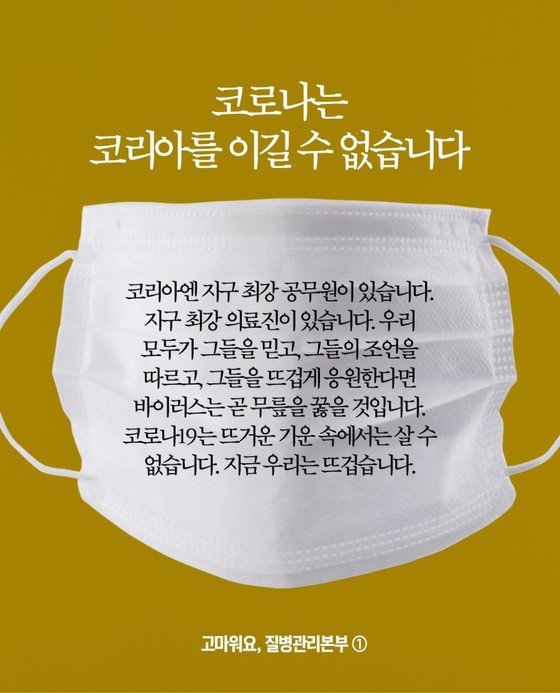 코로나는
코리아를 이길 수 없습니다
코리아엔 지구 최강 공무원이 있습니다.
지구 최강 의료진이 있습니다. 우리
모두가 그들을 믿고, 그들의 조언을
따르고, 그들을 뜨겁게 응원한다면
바이러스는 곧 무릎을 꿇을 것입니다.
코로나19는 뜨거운 기운 속에서는 살 수
없습니다. 지금 우리는 뜨겁습니다.
고마워요, 질병관리본부 ①